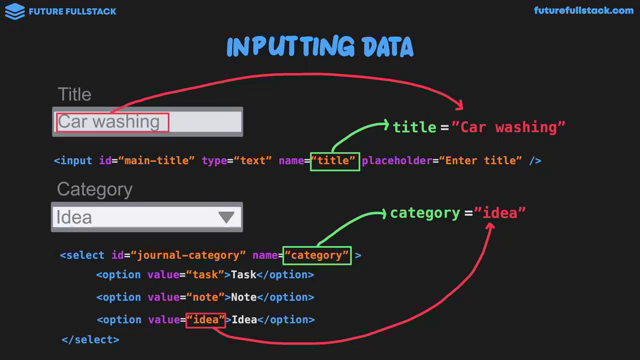 FUTURE FULLSTACK
futurefullstack.com
INPUTTING DATA
Title
Car washing
title="Car washing"
<input id="main-title" type="text" name="title" placeholder="Enter title" />
Category
Idea
category="idea"
<select id="journal-category" name="category" >
<option value="task">Task</option>
<option value="note">Note</option>
<option value="idea">Idea</option>
</select>